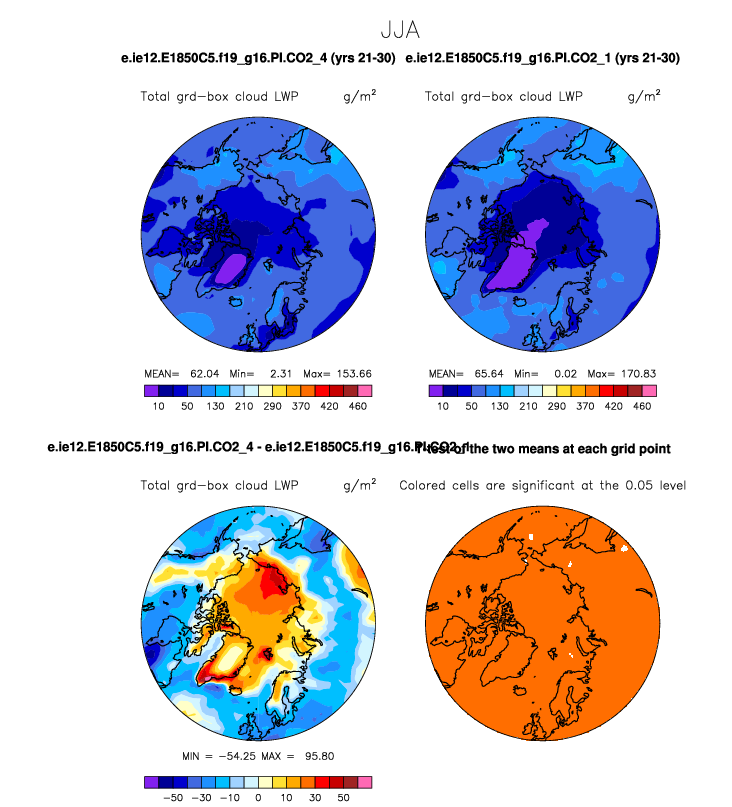 JJA
e.ie12.E1850C5.f19_g16.PI.CO2_4 (yrs 21-30) e.ie12.E1850C5.f19_g16.PI.CO2_1 (yrs 21-30)
Total grd-box cloud LWP g/m² Total grd-box cloud LWP g/m²
MEAN= 62.04 Min= 2.31 Max= 153.66 MEAN= 65.64 Min= 0.02 Max= 170.83
10 50 130 210 290 370 420 460 10 50 130 210 290 370 420 460
e.ie12.E1850C5.f19_g16.PI.CO2_4 - e.ie12.E1850C5.f19_g16.PI.CO2_1 T-test of the two means at each grid point
Total grd-box cloud LWP g/m² Colored cells are significant at the 0.05 level
MIN = -54.25 MAX = 95.80
-50 -30 -10 0 10 30 50